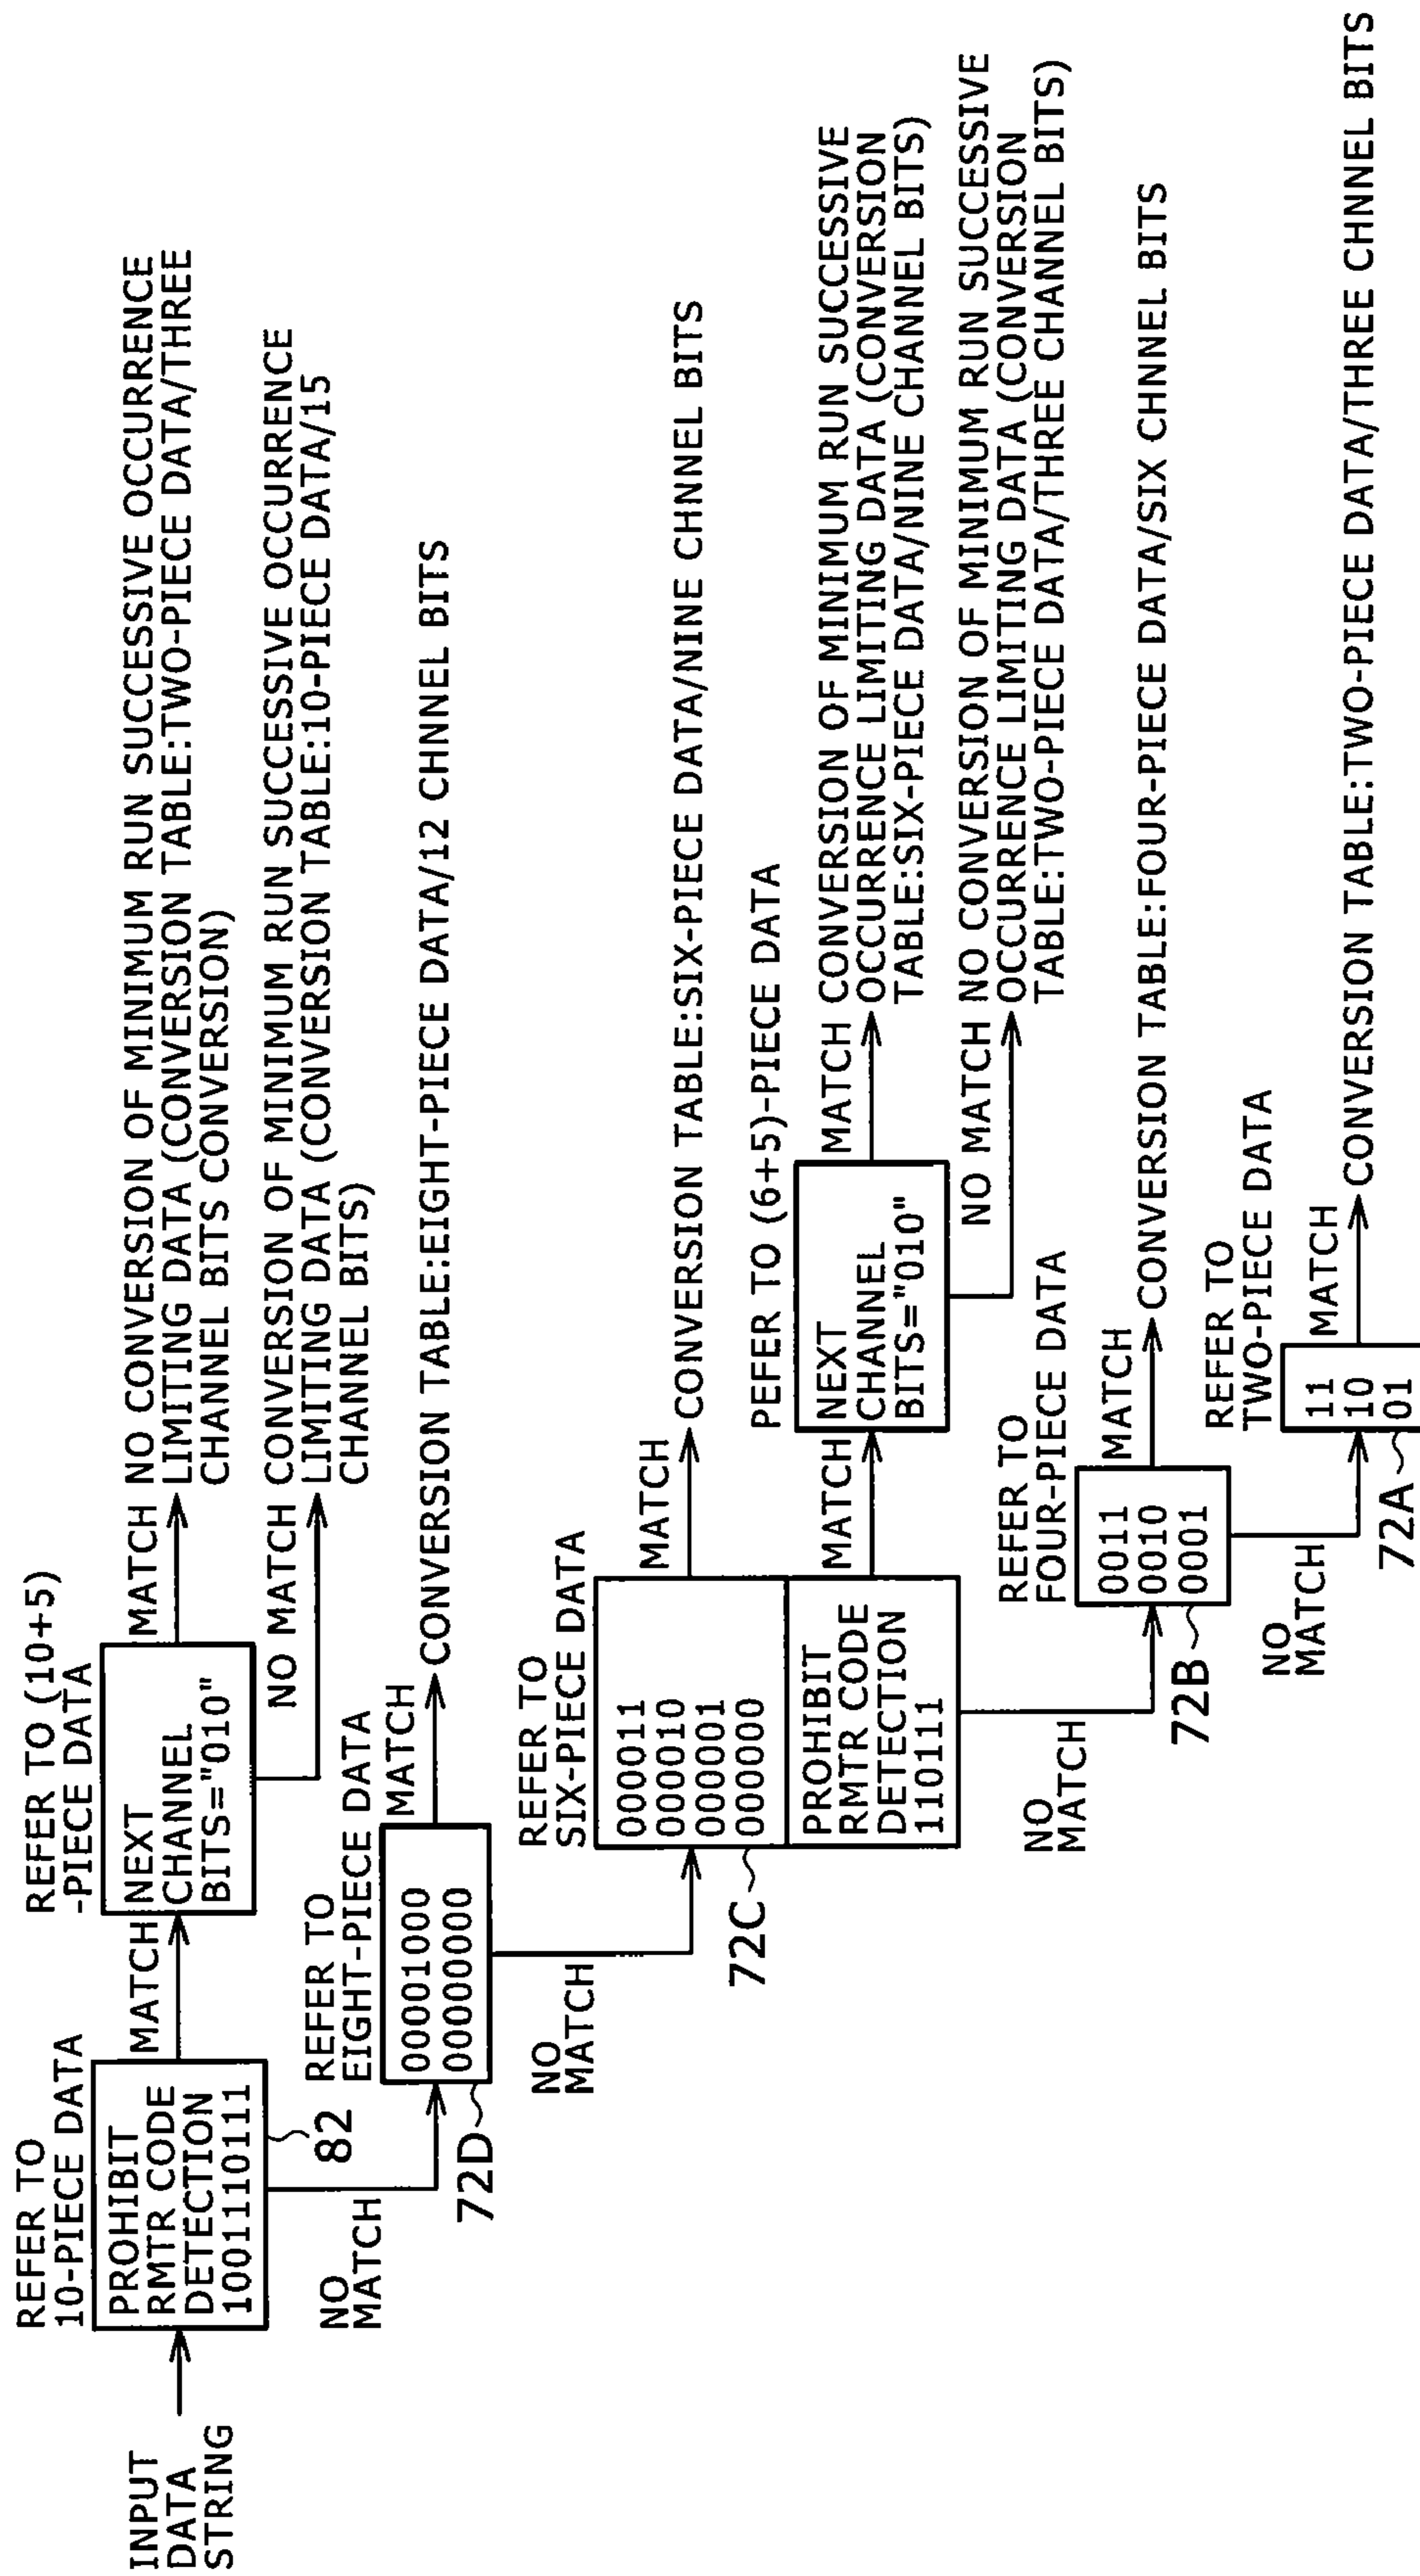 INPUT
DATA
STRING
REFER TO
10-PIECE DATA
PROHIBIT
RMTR CODE
DETECTION
1001110111
82
MATCH
REFER TO (10+5)
-PIECE DATA
NEXT
CHANNEL
BITS="010"
MATCH
NO CONVERSION OF MINIMUM RUN SUCCESSIVE OCCURRENCE
LIMITING DATA (CONVERSION TABLE:TWO-PIECE DATA/THREE
CHANNEL BITS CONVERSION)
NO MATCH
CONVERSION OF MINIMUM RUN SUCCESSIVE OCCURRENCE
LIMITING DATA (CONVERSION TABLE:10-PIECE DATA/15
CHANNEL BITS)
NO
MATCH
REFER TO
EIGHT-PIECE DATA
00001000
00000000
72D
MATCH
CONVERSION TABLE:EIGHT-PIECE DATA/12 CHNNEL BITS
NO
MATCH
REFER TO
SIX-PIECE DATA
000011
000010
000001
000000
72C
MATCH
CONVERSION TABLE:SIX-PIECE DATA/NINE CHNNEL BITS
PROHIBIT
RMTR CODE
DETECTION
110111
MATCH
PEFER TO (6+5)-PIECE DATA
NEXT
CHANNEL
BITS="010"
MATCH
CONVERSION OF MINIMUM RUN SUCCESSIVE
OCCURRENCE LIMITING DATA (CONVERSION
TABLE:SIX-PIECE DATA/NINE CHANNEL BITS)
NO MATCH
NO CONVERSION OF MINIMUM RUN SUCCESSIVE
OCCURRENCE LIMITING DATA (CONVERSION
TABLE:TWO-PIECE DATA/THREE CHANNEL BITS)
NO
MATCH
REFER TO
FOUR-PIECE DATA
0011
0010
0001
72B
MATCH
CONVERSION TABLE:FOUR-PIECE DATA/SIX CHNNEL BITS
NO
MATCH
REFER TO
TWO-PIECE DATA
11
10
01
72A
MATCH
CONVERSION TABLE:TWO-PIECE DATA/THREE CHNNEL BITS